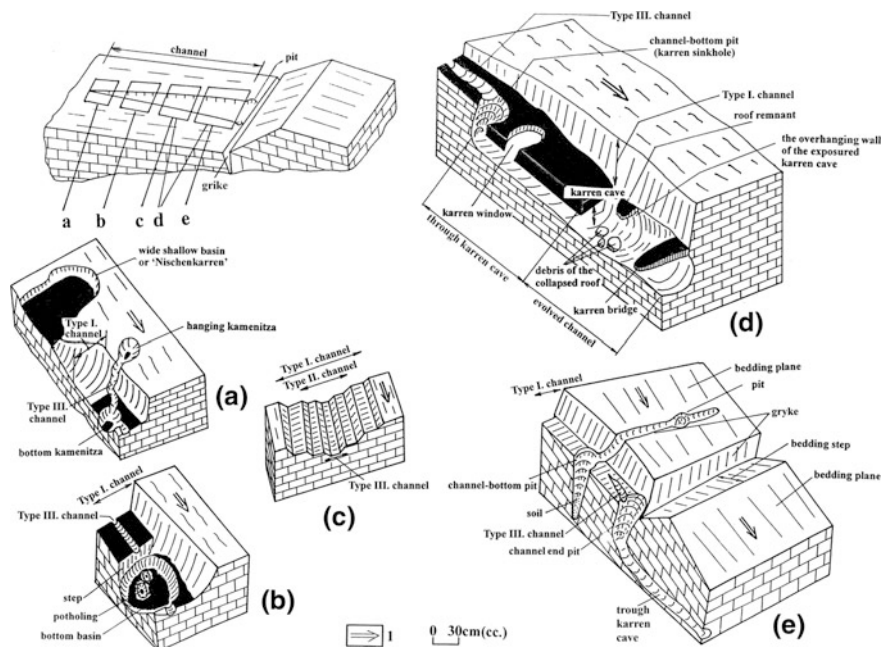 channel
pit
grike
a
b
c
d
e
Type III. channel
channel-bottom pit
(karren sinkhole)
Type I. channel
roof remnant
the overhanging wall
of the exposured
karren cave
karren cave
karren window
through karren cave
debris of the
collapsed roof
karren bridge
evolved channel
(d)
wide shallow basin
or 'Nischenkarren'
Type I.
channel
hanging kamenitza
Type III.
channel
bottom kamenitza
(a)
Type I. channel
Type II. channel
Type III. channel
(c)
Type I.
channel
Type III. channel
step
potholing
bottom basin
(b)
Type I. channel
bedding plane
pit
gryke
bedding step
bedding plane
channel-bottom pit
soil
Type III. channel
channel end pit
trough
karren
cave
(e)
1
0 30cm(cc.)